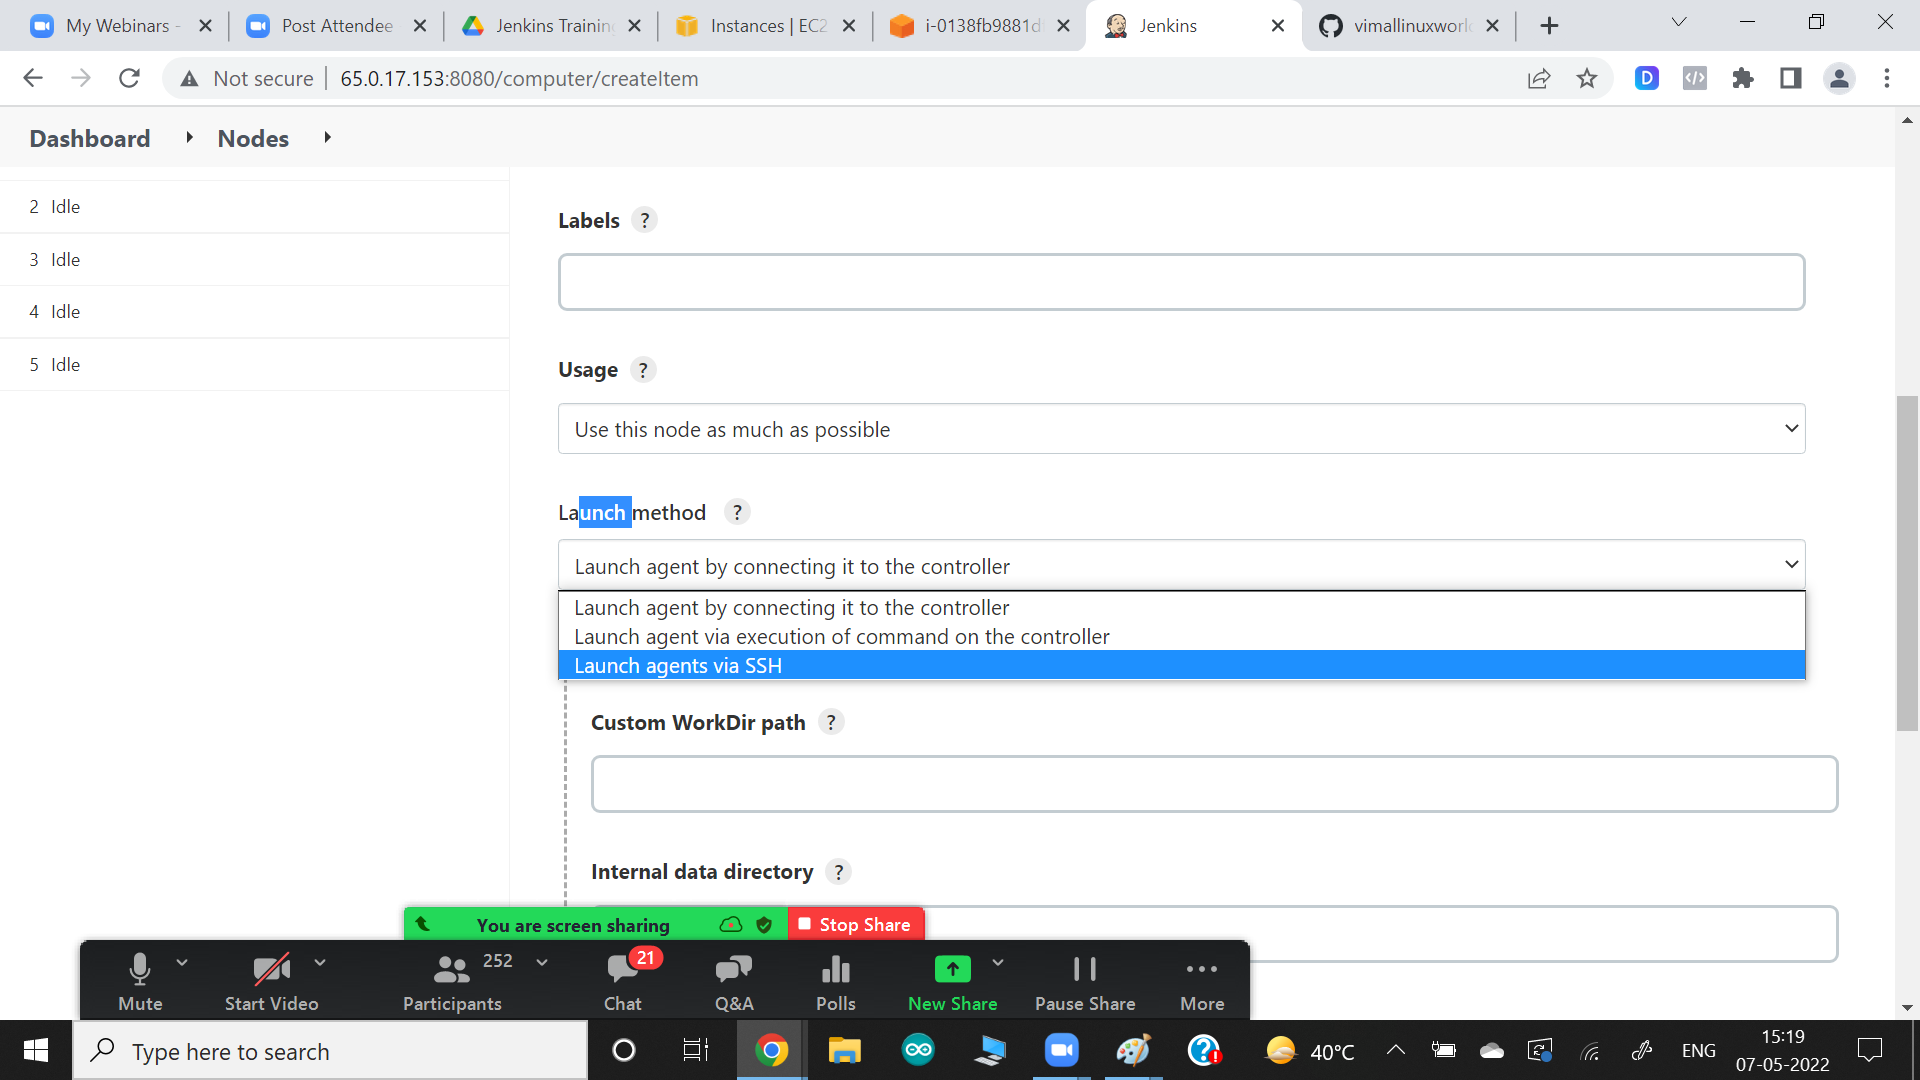 My Webinars -
Post Attendee
Jenkins Training
Instances | EC2
i-0138fb9881d
Jenkins
vimallinuxworld
Not secure
65.0.17.153:8080/computer/createItem
Dashboard
Nodes
2 Idle
3 Idle
4 Idle
5 Idle
Labels ?
Usage ?
Use this node as much as possible
Launch method ?
Launch agent by connecting it to the controller
Launch agent by connecting it to the controller
Launch agent via execution of command on the controller
Launch agents via SSH
Custom WorkDir path ?
Internal data directory ?
You are screen sharing
Stop Share
Mute
Start Video
252
Participants
21
Chat
Q&A
Polls
New Share
Pause Share
More
Type here to search
40°C
ENG
15:19
07-05-2022